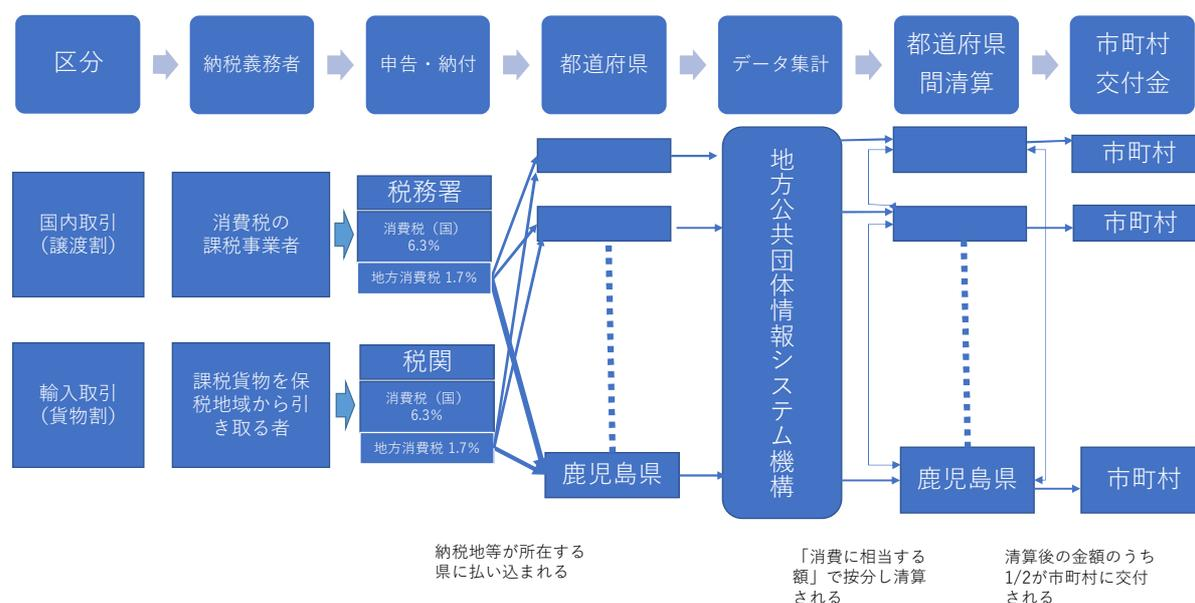 区分
納税義務者
申告・納付
都道府県
データ集計
都道府県
間清算
市町村
交付金
国内取引
（譲渡割）
消費税の
課税事業者
税務署
消費税（国）
6.3%
地方消費税 1.7%
輸入取引
（貨物割）
課税貨物を保
税地域から引
き取る者
税関
消費税（国）
6.3%
地方消費税 1.7%
鹿児島県
地方公共団体情報システム機構
鹿児島県
市町村
市町村
市町村
納税地等が所在する
県に払い込まれる
「消費に相当する
額」で按分し清算
される
清算後の金額のうち
1/2が市町村に交付
される